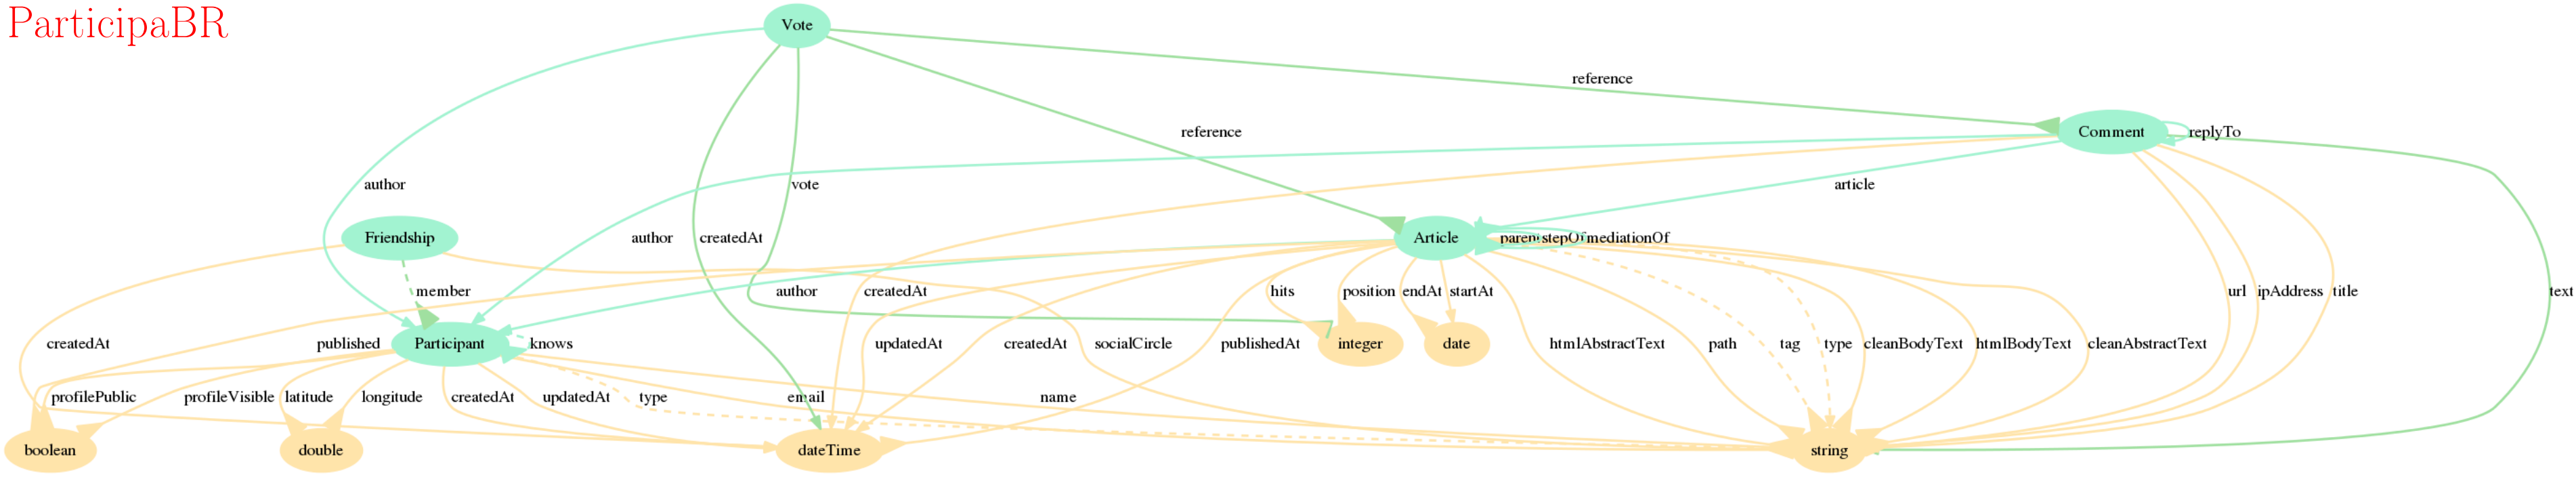 ParticipaBR
Vote
reference
Comment
replyTo
reference
author
vote
article
Friendship
author
createdAt
Article
parent
stepOf
mediationOf
member
author
createdAt
hits
position
endAt
startAt
url
ipAddress
title
text
createdAt
published
Participant
knows
updatedAt
createdAt
socialCircle
publishedAt
integer
date
htmlAbstractText
path
tag
type
cleanBodyText
htmlBodyText
cleanAbstractText
profilePublic
profileVisible
latitude
longitude
createdAt
updatedAt
type
email
name
boolean
double
dateTime
string